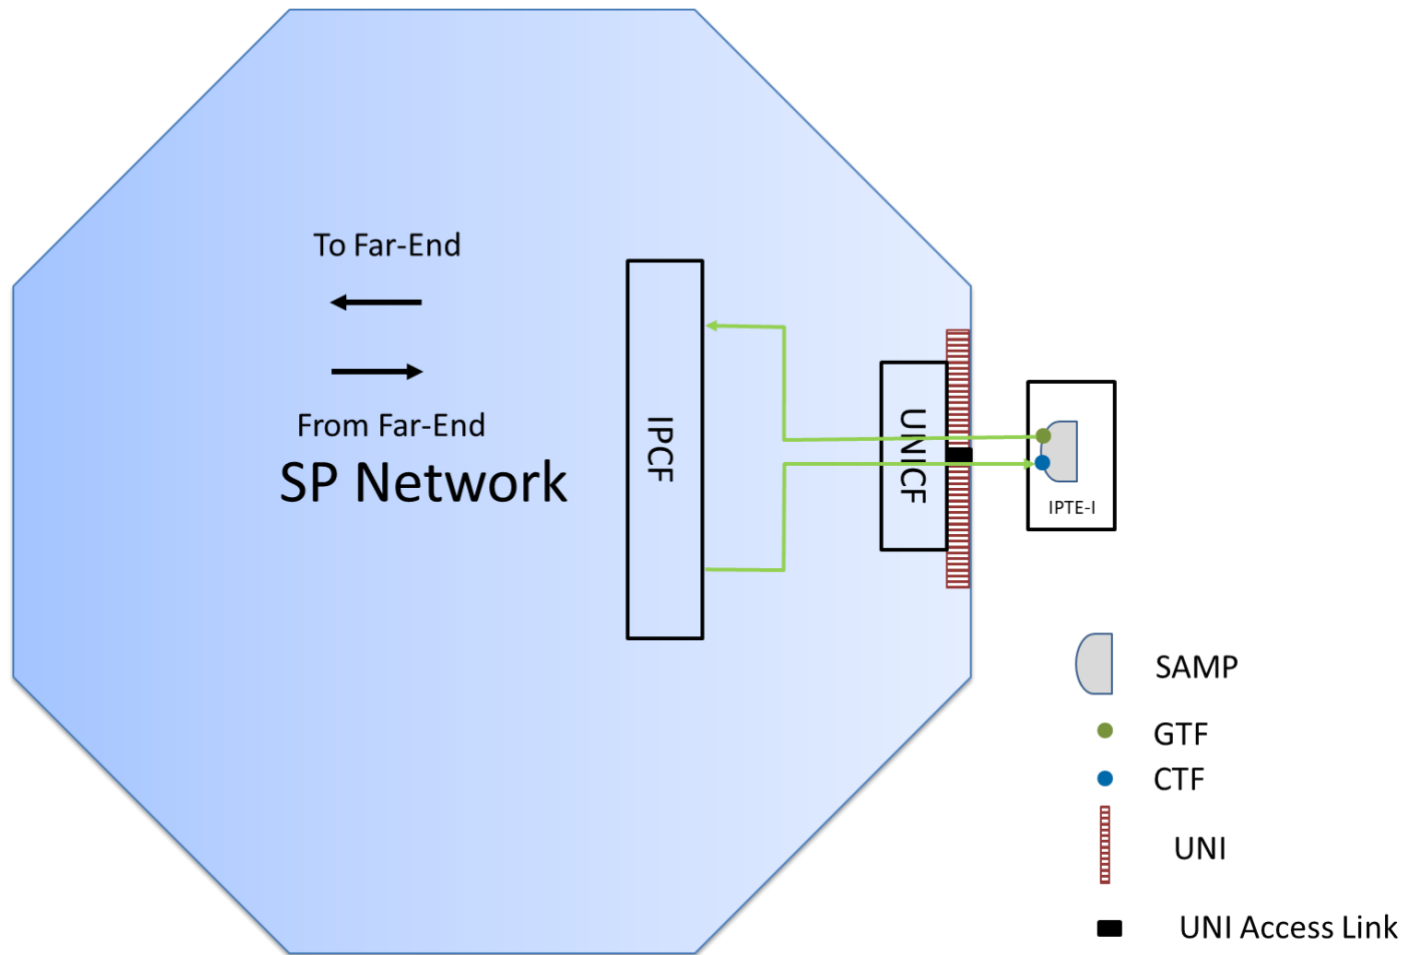 To Far-End
From Far-End
SP Network
IPCF
UNICF
IPTE-I
SAMP
GTF
CTF
UNI
UNI Access Link